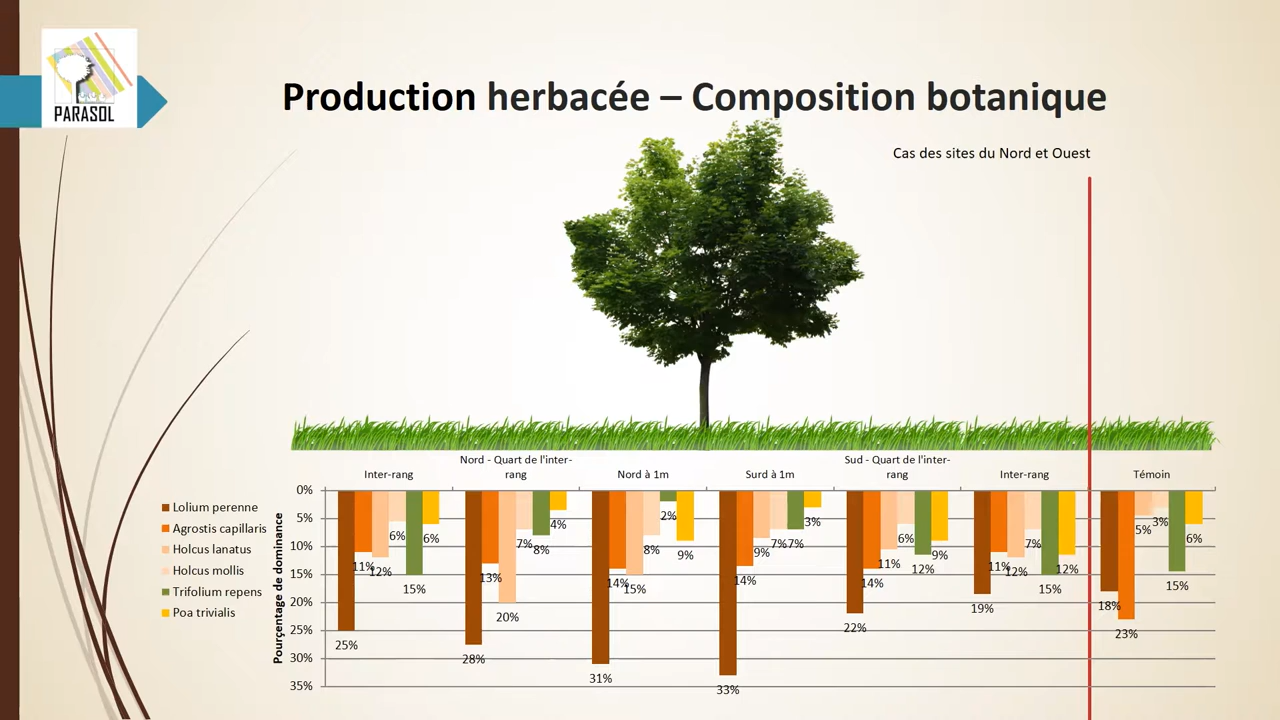 PARASOL
Production herbacée – Composition botanique
Cas des sites du Nord et Ouest
Inter-rang
Nord - Quart de l'inter-
rang
Nord à 1m
Surd à 1m
Sud - Quart de l'inter-
rang
Inter-rang
Témoin
Lolium perenne
Agrostis capillaris
Holcus lanatus
Holcus mollis
Trifolium repens
Poa trivialis
Pourçentage de dominance
0%
5%
10%
15%
20%
25%
30%
35%
25% 11% 12% 6% 15% 6%
28% 13% 20% 7% 8% 4%
31% 14% 15% 8% 2% 9%
33% 14% 9% 7% 7% 3%
22% 14% 11% 6% 12% 9%
19% 11% 12% 7% 15% 12%
18% 23% 5% 3% 15% 6%